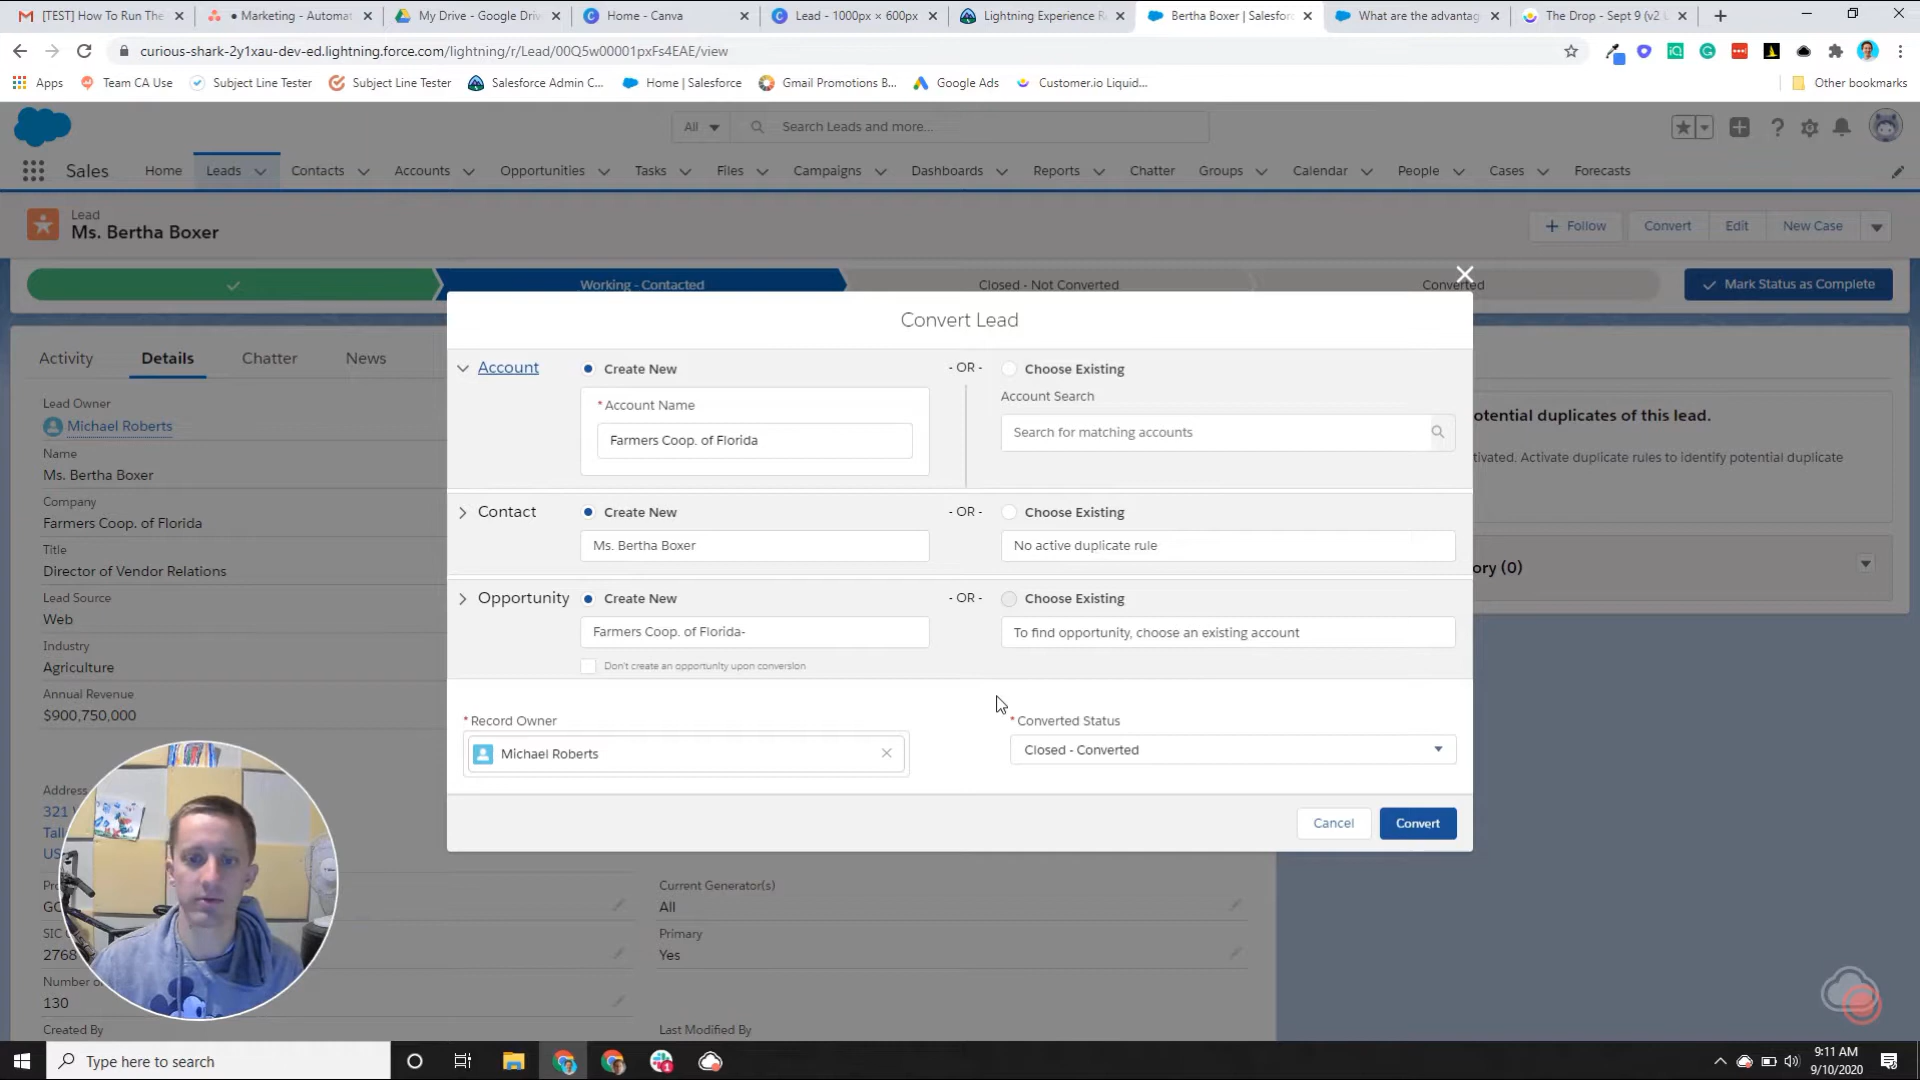 [TEST] How To Run The
● Marketing - Automat
My Drive - Google Drive
Home - Canva
Lead - 1000px × 600px
Lightning Experience R
Bertha Boxer | Salesfor
What are the advantag
The Drop - Sept 9 (v2
curious-shark-2y1xau-dev-ed.lightning.force.com/lightning/r/Lead/00Q5w00001pxFs4EAE/view
Apps
Team CA Use
Subject Line Tester
Subject Line Tester
Salesforce Admin C...
Home | Salesforce
Gmail Promotions B...
Google Ads
Customer.io Liquid...
Other bookmarks
All
Search Leads and more...
Sales
Home
Leads
Contacts
Accounts
Opportunities
Tasks
Files
Campaigns
Dashboards
Reports
Chatter
Groups
Calendar
People
Cases
Forecasts
Lead
Ms. Bertha Boxer
+ Follow
Convert
Edit
New Case
Working - Contacted
Closed - Not Converted
Converted
Mark Status as Complete
Activity
Details
Chatter
News
Lead Owner
Michael Roberts
Name
Ms. Bertha Boxer
Company
Farmers Coop. of Florida
Title
Director of Vendor Relations
Lead Source
Web
Industry
Agriculture
Annual Revenue
$900,750,000
Address
321
Tall
US
Pro
GC
SIC
2768
Number o
130
Created By
Convert Lead
Account
Create New
- OR -
Choose Existing
* Account Name
Farmers Coop. of Florida
Account Search
Search for matching accounts
Contact
Create New
- OR -
Choose Existing
Ms. Bertha Boxer
No active duplicate rule
Opportunity
Create New
- OR -
Choose Existing
Farmers Coop. of Florida-
To find opportunity, choose an existing account
Don't create an opportunity upon conversion
* Record Owner
Michael Roberts
* Converted Status
Closed - Converted
Cancel
Convert
otential duplicates of this lead.
tivated. Activate duplicate rules to identify potential duplicate
ory (0)
Current Generator(s)
All
Primary
Yes
Last Modified By
Type here to search
9:11 AM
9/10/2020